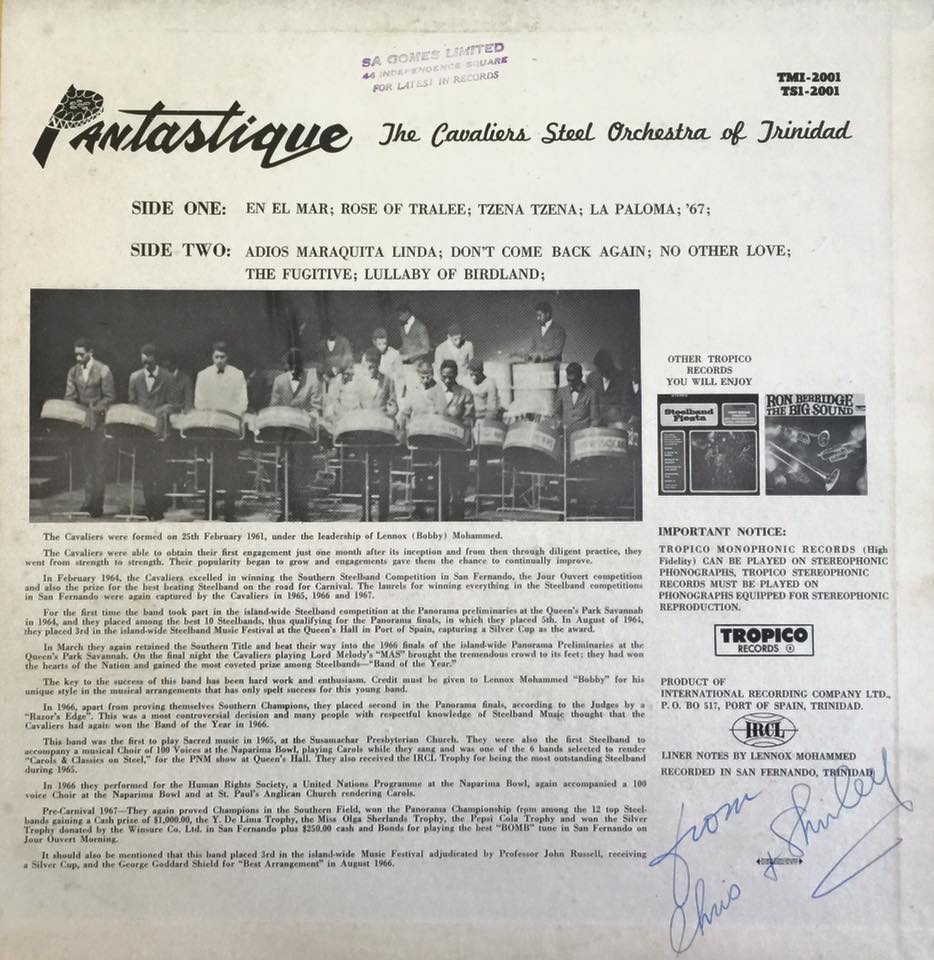 SA GOMES LIMITED
44 INDEPENDENCE SQUARE
FOR LATEST IN RECORDS
TMI-2001
TSI-2001
PANtastique The Cavaliers Steel Orchestra of Trinidad
SIDE ONE: EN EL MAR; ROSE OF TRALEE; TZENA TZENA; LA PALOMA; '67;
SIDE TWO: ADIOS MARAQUITA LINDA; DON'T COME BACK AGAIN; NO OTHER LOVE;
THE FUGITIVE; LULLABY OF BIRDLAND;
OTHER TROPICO
RECORDS
YOU WILL ENJOY
Steelband
Fiesta
RON BERRIDGE
THE BIG SOUND
The Cavaliers were formed on 25th February 1961, under the leadership of Lennox (Bobby) Mohammed.
The Cavaliers were able to obtain their first engagement just one month after its inception and from then through diligent practice, they
went from strength to strength. Their popularity began to grow and engagements gave them the chance to continually improve.
In February 1964, the Cavaliers excelled in winning the Southern Steelband Competition in San Fernando, the Jour Ouvert competition
and also the prize for the best beating Steelband on the road for Carnival. The laurels for winning everything in the Steelband competitions
in San Fernando were again captured by the Cavaliers in 1965, 1966 and 1967.
For the first time the band took part in the island-wide Steelband competition at the Panorama preliminaries at the Queen's Park Savannah
in 1964, and they placed among the best 10 Steelbands, thus qualifying for the Panorama finals, in which they placed 5th. In August of 1964,
they placed 3rd in the island-wide Steelband Music Festival at the Queen's Hall in Port of Spain, capturing a Silver Cup as the award.
In March they again retained the Southern Title and beat their way into the 1966 finals of the island-wide Panorama Preliminaries at the
Queen's Park Savannah. On the final night the Cavaliers playing Lord Melody's "MAS" brought the tremendous crowd to its feet; they had won
the hearts of the Nation and gained the most coveted prize among Steelbands—"Band of the Year."
The key to the success of this band has been hard work and enthusiasm. Credit must be given to Lennox Mohammed "Bobby" for his
unique style in the musical arrangements that has only spelt success for this young band.
In 1966, apart from proving themselves Southern Champions, they placed second in the Panorama finals, according to the Judges by a
"Razor's Edge". This was a most controversial decision and many people with respectful knowledge of Steelband Music thought that the
Cavaliers had again won the Band of the Year in 1966.
This band was the first to play Sacred music in 1965, at the Susamachar Presbyterian Church. They were also the first Steelband to
accompany a musical Choir of 100 Voices at the Naparima Bowl, playing Carols while they sang and was one of the 6 bands selected to render
"Carols & Classics on Steel," for the PNM show at Queen's Hall. They also received the IRCL Trophy for being the most outstanding Steelband
during 1965.
In 1966 they performed for the Human Rights Society, a United Nations Programme at the Naparima Bowl, again accompanied a 100
voice Choir at the Naparima Bowl and at St. Paul's Anglican Church rendering Carols.
Pre-Carnival 1967—They again proved Champions in the Southern Field, won the Panorama Championship from among the 12 top Steel-
bands gaining a Cash prize of $1,000.00, the Y. De Lima Trophy, the Miss Olga Sherlands Trophy, the Pepsi Cola Trophy and won the Silver
Trophy donated by the Winsure Co. Ltd. in San Fernando plus $250.00 cash and Bonds for playing the best "BOMB" tune in San Fernando on
Jour Ouvert Morning.
It should also be mentioned that this band placed 3rd in the island-wide Music Festival adjudicated by Professor John Russell, receiving
a Silver Cup, and the George Goddard Shield for "Best Arrangement" in August 1966.
IMPORTANT NOTICE:
TROPICO MONOPHONIC RECORDS (High
Fidelity) CAN BE PLAYED ON STEREOPHONIC
PHONOGRAPHS, TROPICO STEREOPHONIC
RECORDS MUST BE PLAYED ON
PHONOGRAPHS EQUIPPED FOR STEREOPHONIC
REPRODUCTION.
TROPICO
RECORDS ®
PRODUCT OF
INTERNATIONAL RECORDING COMPANY LTD.,
P. O. BO 517, PORT OF SPAIN, TRINIDAD.
IRCL
LINER NOTES BY LENNOX MOHAMMED
RECORDED IN SAN FERNANDO, TRINIDAD
from
Chris + Shirley